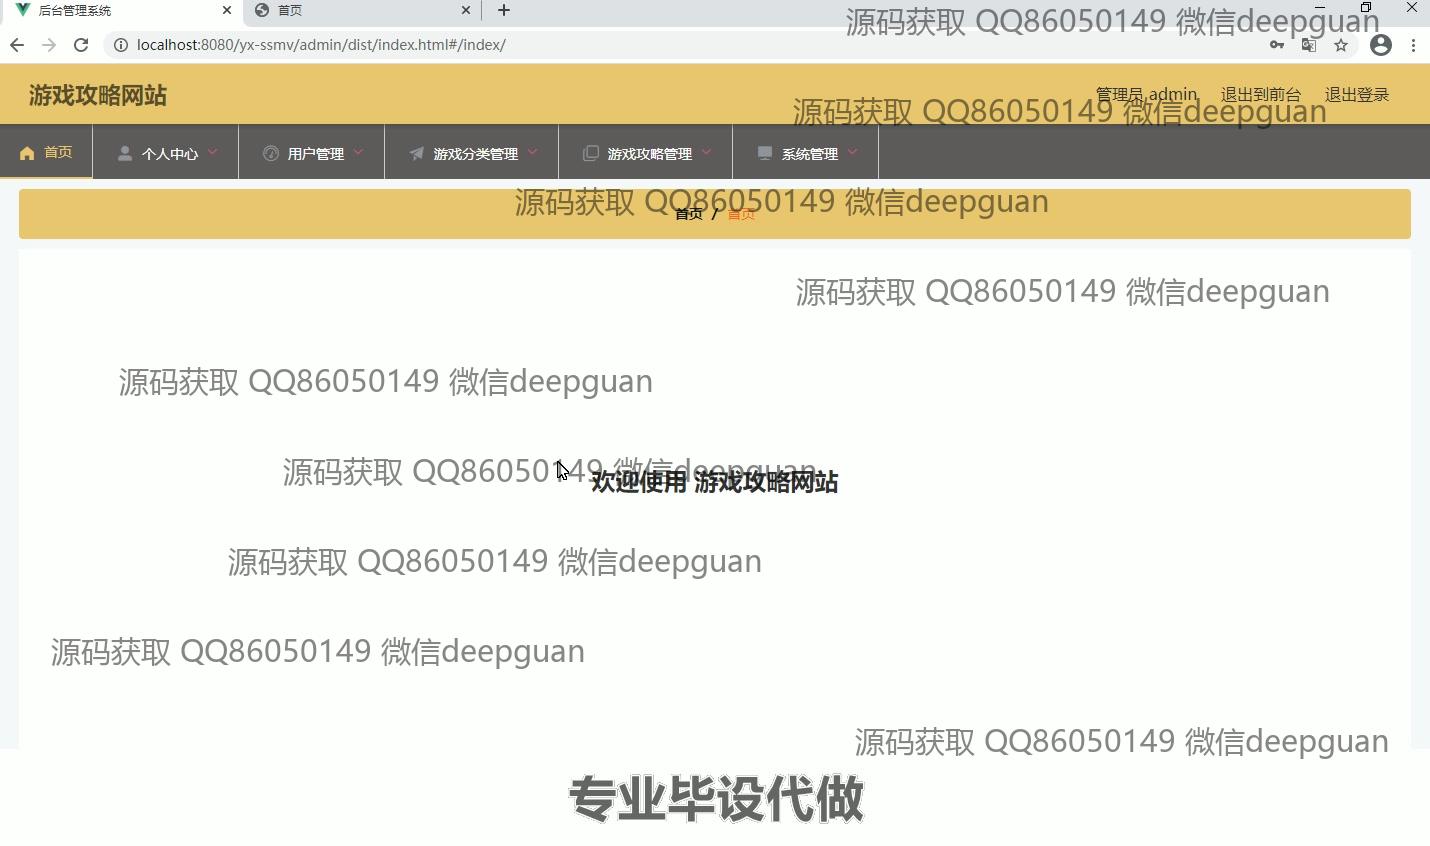 后台管理系统
首页
源码获取 QQ86050149 微信deepguan
localhost:8080/yx-ssmv/admin/dist/index.html#/index/
游戏攻略网站
管理员 admin
退出到前台
退出登录
源码获取 QQ86050149 微信deepguan
首页
个人中心
用户管理
游戏分类管理
游戏攻略管理
系统管理
源码获取 QQ86050149 微信deepguan
首页 / 首页
源码获取 QQ86050149 微信deepguan
源码获取 QQ86050149 微信deepguan
源码获取 QQ86050149 微信deepguan
欢迎使用 游戏攻略网站
源码获取 QQ86050149 微信deepguan
源码获取 QQ86050149 微信deepguan
源码获取 QQ86050149 微信deepguan
专业毕设代做